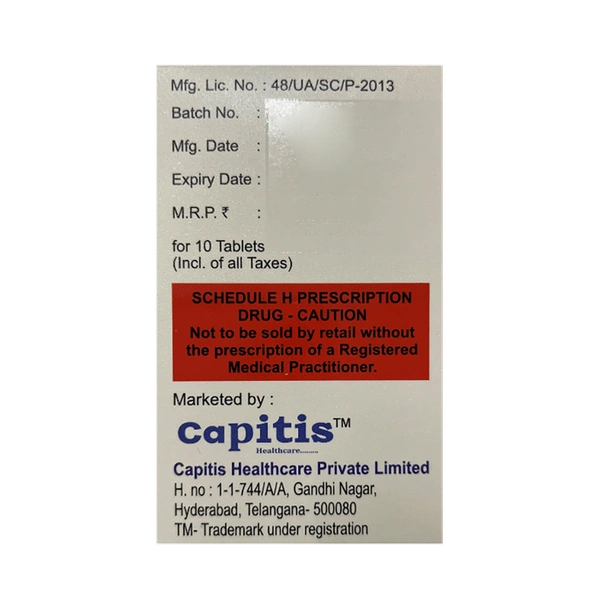 Mfg. Lic. No. : 48/UA/SC/P-2013
Batch No. :
Mfg. Date :
Expiry Date :
M.R.P. ₹ :
for 10 Tablets
(Incl. of all Taxes)
SCHEDULE H PRESCRIPTION
DRUG - CAUTION
Not to be sold by retail without
the prescription of a Registered
Medical Practitioner.
Marketed by :
Capitis™
Healthcare........
Capitis Healthcare Private Limited
H. no : 1-1-744/A/A, Gandhi Nagar,
Hyderabad, Telangana- 500080
TM- Trademark under registration